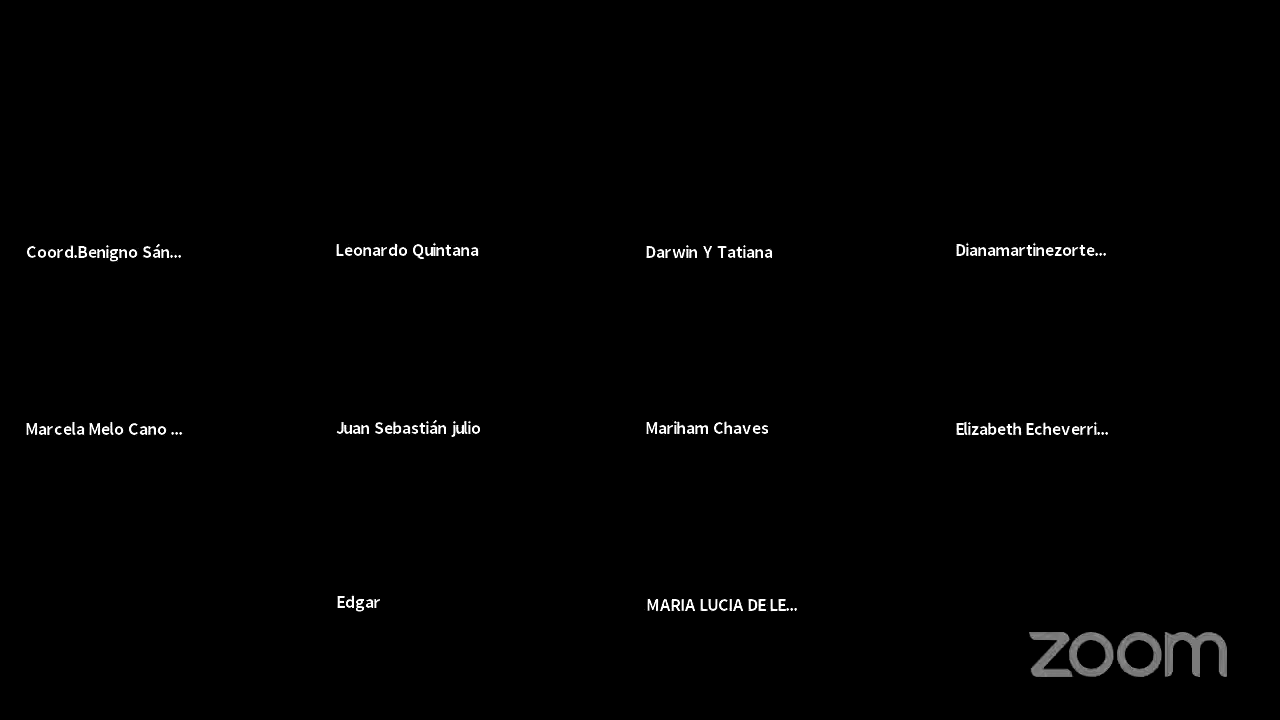 Coord.Benigno Sán...
Leonardo Quintana
Darwin Y Tatiana
Dianamartinezorte...
Marcela Melo Cano ...
Juan Sebastián julio
Mariham Chaves
Elizabeth Echeverri...
Edgar
MARIA LUCIA DE LE...
zoom